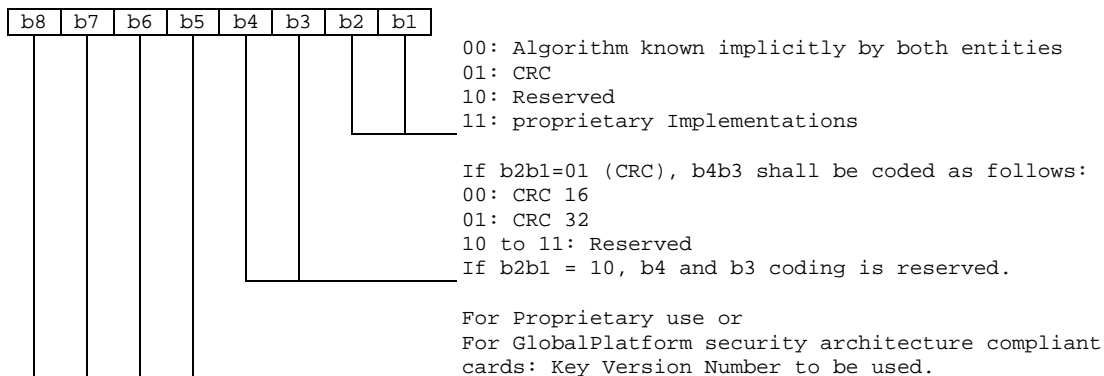 b8 b7 b6 b5 b4 b3 b2 b1
00: Algorithm known implicitly by both entities
01: CRC
10: Reserved
11: proprietary Implementations
If b2b1=01 (CRC), b4b3 shall be coded as follows:
00: CRC 16
01: CRC 32
10 to 11: Reserved
If b2b1 = 10, b4 and b3 coding is reserved.
For Proprietary use or
For GlobalPlatform security architecture compliant
cards: Key Version Number to be used.